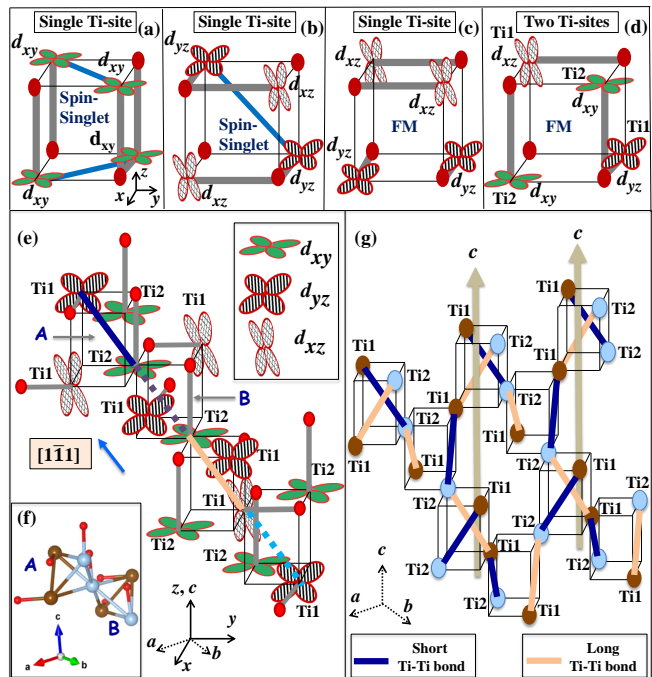 Single Ti-site
(a)
d_xy
d_xy
Spin-
Singlet
d_xy
d_xy
z
x
y
Single Ti-site
(b)
d_yz
d_xz
Spin-
Singlet
d_xz
d_yz
Single Ti-site
(c)
d_xz
d_xz
FM
d_yz
d_yz
Two Ti-sites
(d)
Ti1
d_xz
Ti2
d_xy
FM
Ti1
Ti2
d_xy
d_yz
(e)
Ti1
Ti2
A
Ti2
Ti1
Ti1
Ti1
B
Ti2
[11̄1]
Ti1
Ti2
Ti2
Ti2
Ti1
d_xy
d_yz
d_xz
z, c
y
a
b
x
(f)
A
B
c
a
b
(g)
c
c
Ti1
Ti2
Ti1
Ti2
Ti1
Ti2
Ti2
Ti1
Ti2
Ti1
Ti1
Ti1
Ti2
Ti1
Ti2
Ti1
Ti2
Ti1
Ti2
Ti1
Ti2
Ti2
Ti1
Ti1
c
a
b
Short
Ti-Ti bond
Long
Ti-Ti bond